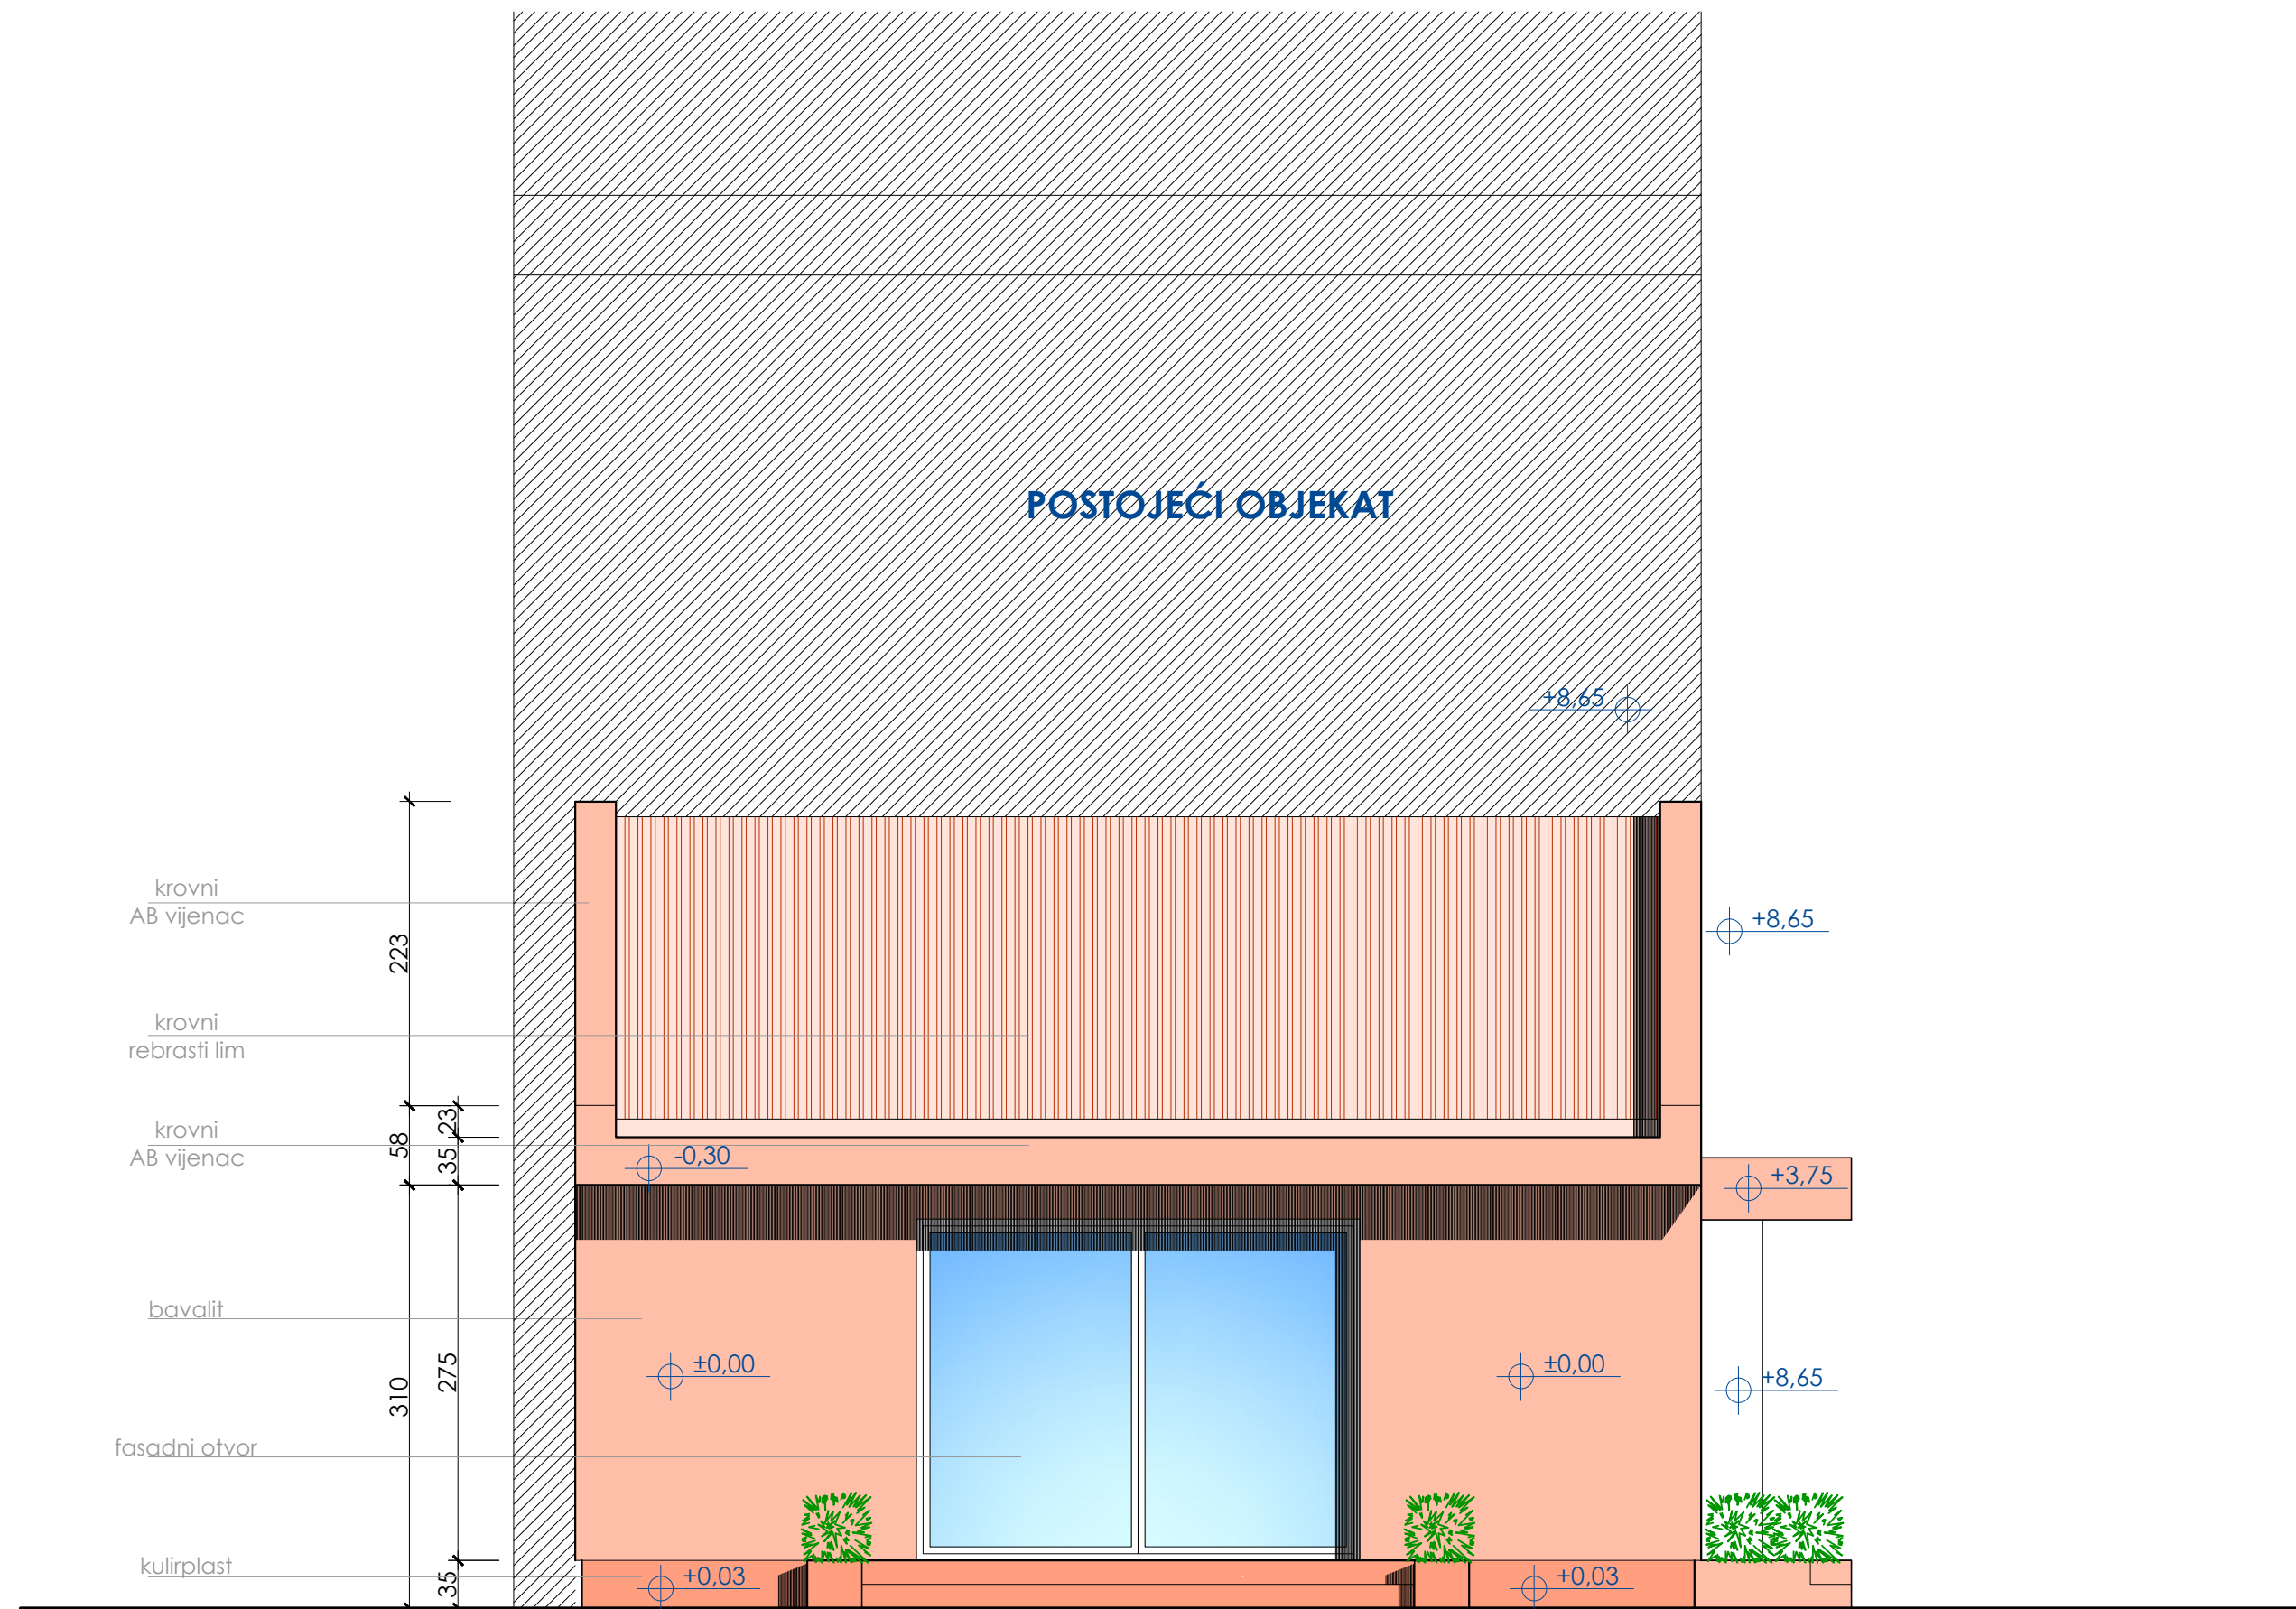 POSTOJEĆI OBJEKAT
+8,65
krovni
AB vijenac
+8,65
223
krovni
rebrasti lim
23
58
35
krovni
AB vijenac
-0,30
+3,75
bavalit
275
310
±0,00
±0,00
+8,65
fasadni otvor
kulirplast
35
+0,03
+0,03